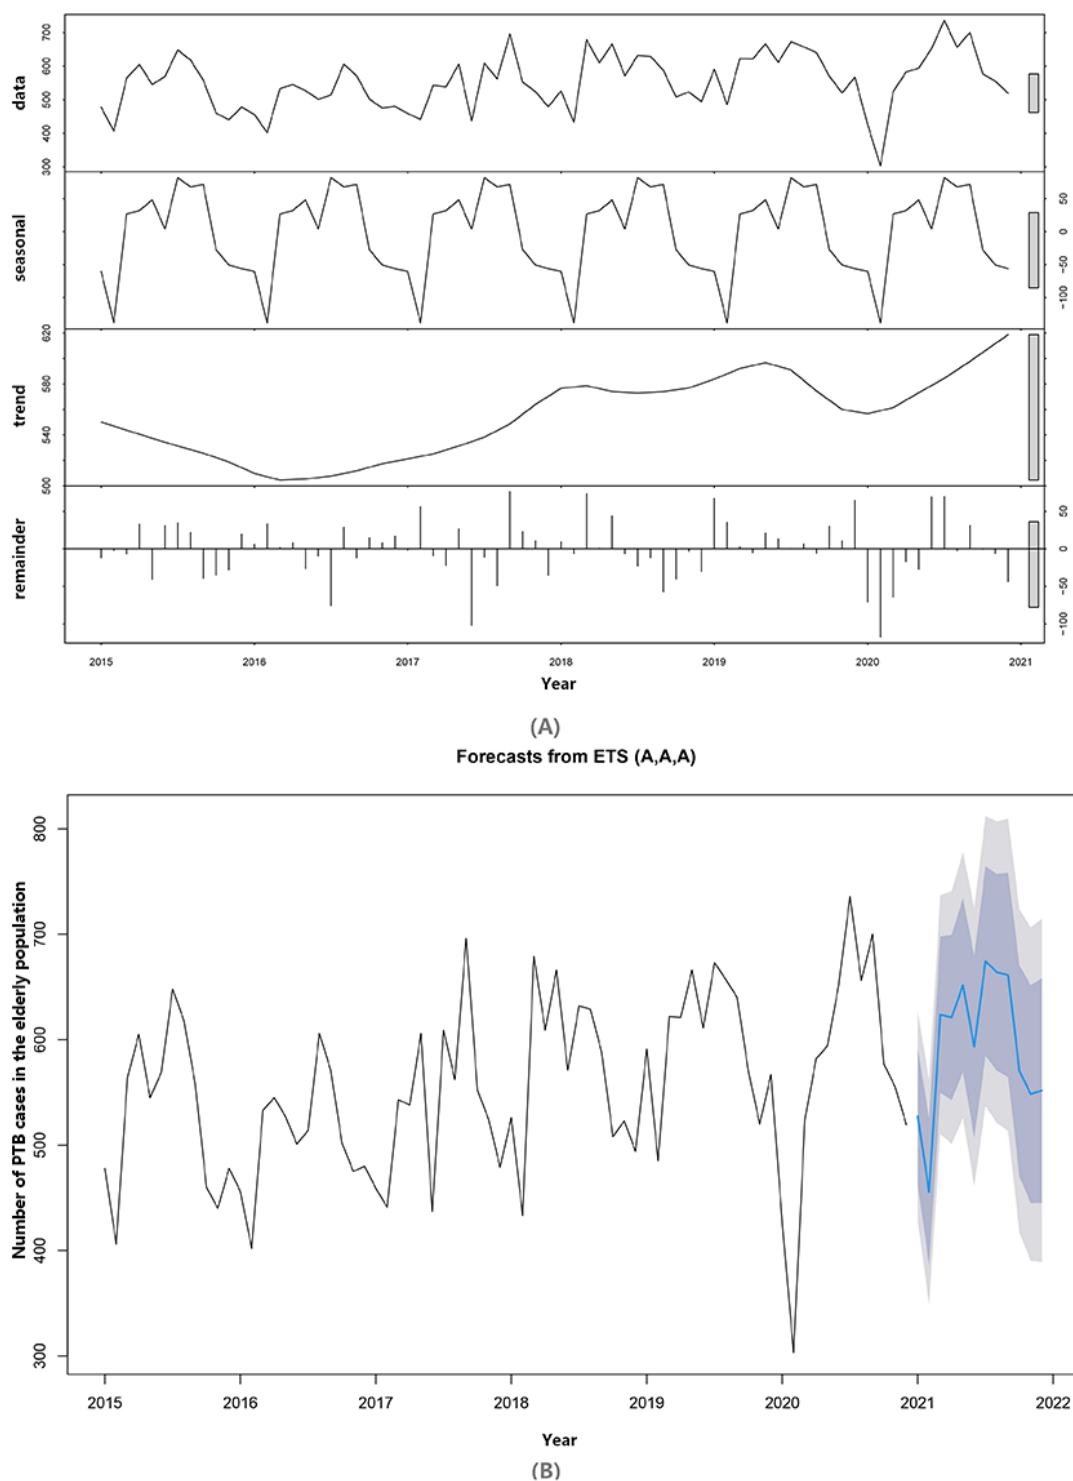 data
300 400 500 600 700
seasonal
−100 −50 0 50
trend
500 540 580 620
remainder
−100 −50 0 50
2015 2016 2017 2018 2019 2020 2021
Year
(A)
Forecasts from ETS (A,A,A)
Number of PTB cases in the elderly population
300 400 500 600 700 800
2015 2016 2017 2018 2019 2020 2021 2022
Year
(B)